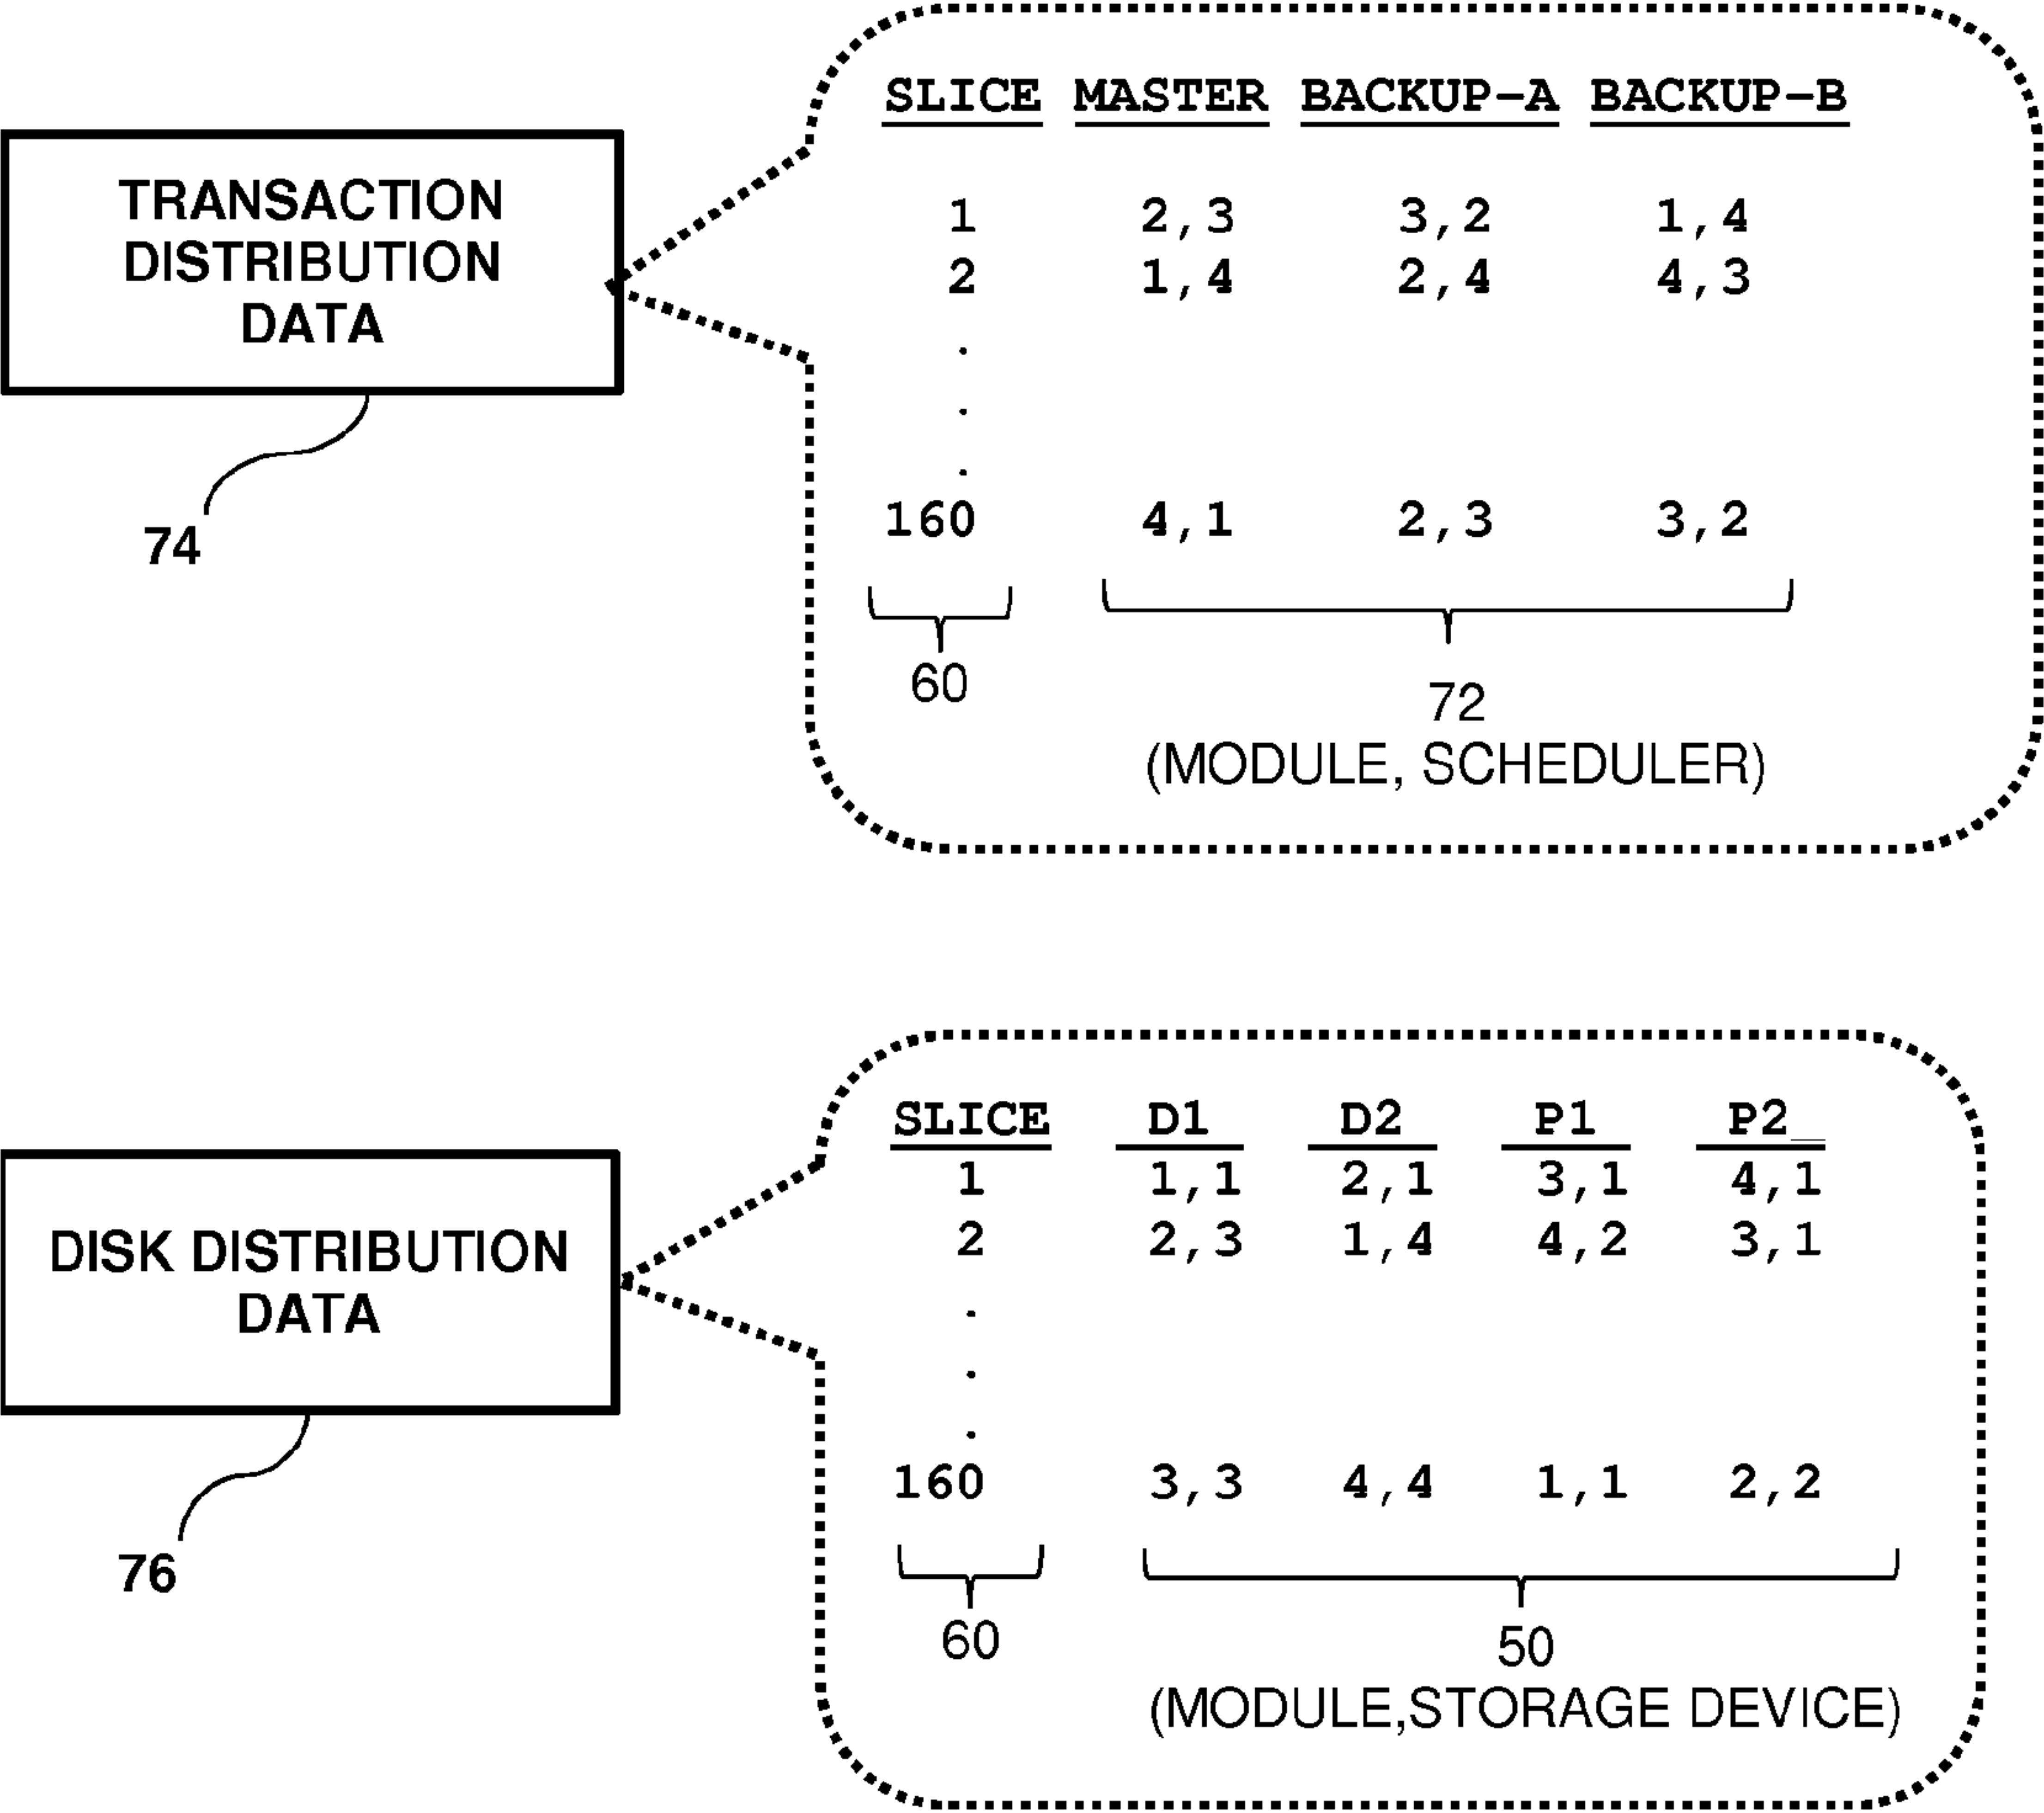 SLICE MASTER BACKUP-A BACKUP-B
TRANSACTION
DISTRIBUTION
DATA
1 2,3 3,2 1,4
2 1,4 2,4 4,3
.
.
.
160 4,1 2,3 3,2
74
60
72
(MODULE, SCHEDULER)
SLICE D1 D2 P1 P2_
1 1,1 2,1 3,1 4,1
2 2,3 1,4 4,2 3,1
DISK DISTRIBUTION
DATA
.
.
.
160 3,3 4,4 1,1 2,2
76
60
50
(MODULE,STORAGE DEVICE)